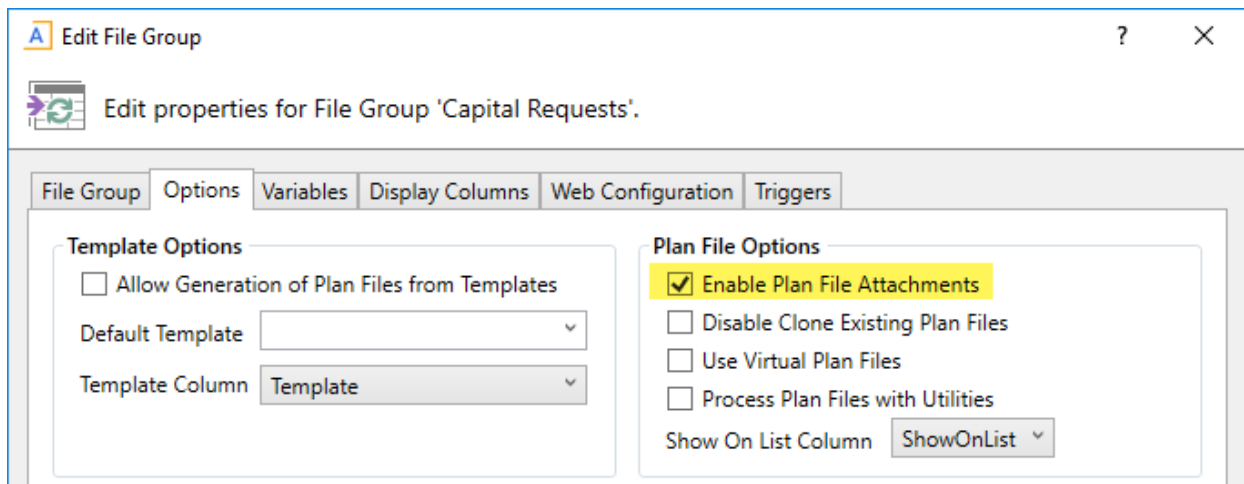 A Edit File Group ?
Edit properties for File Group 'Capital Requests'.
File Group Options Variables Display Columns Web Configuration Triggers
Template Options
Allow Generation of Plan Files from Templates
Default Template
Template Column Template
Plan File Options
Enable Plan File Attachments
Disable Clone Existing Plan Files
Use Virtual Plan Files
Process Plan Files with Utilities
Show On List Column ShowOnList